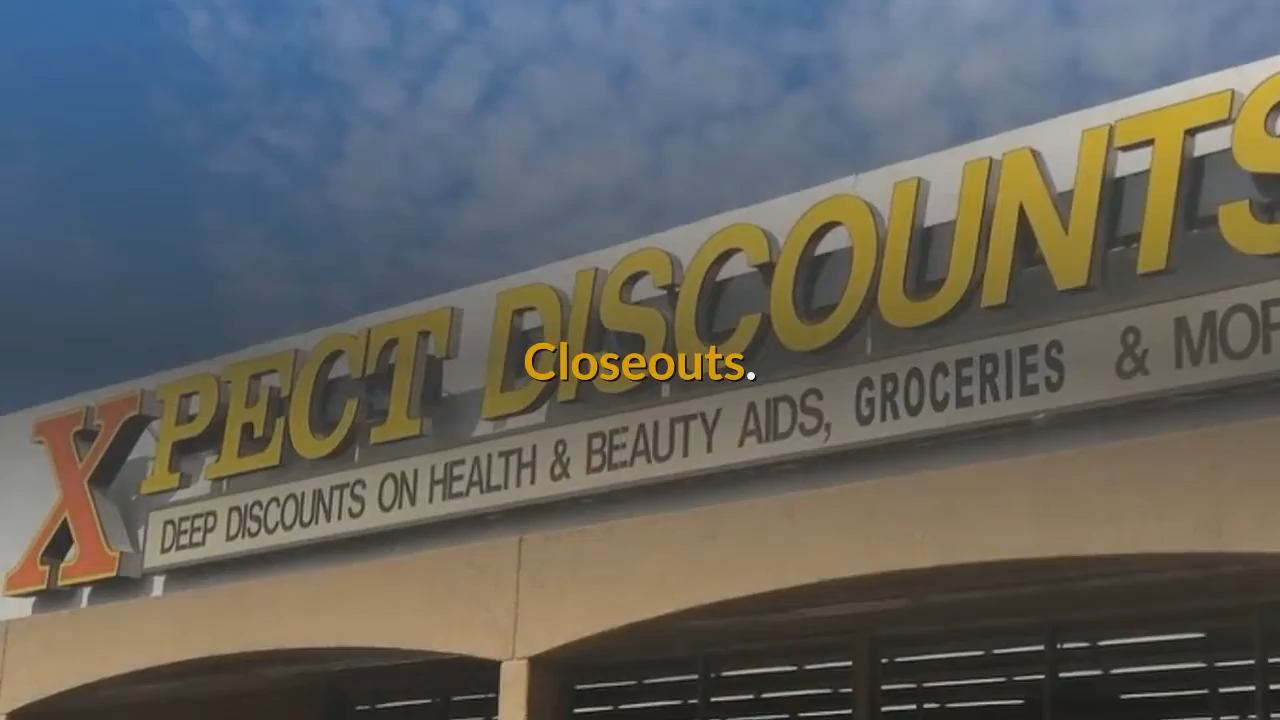 XPECT DISCOUNTS
Closeouts.
DEEP DISCOUNTS ON HEALTH & BEAUTY AIDS, GROCERIES & MOR